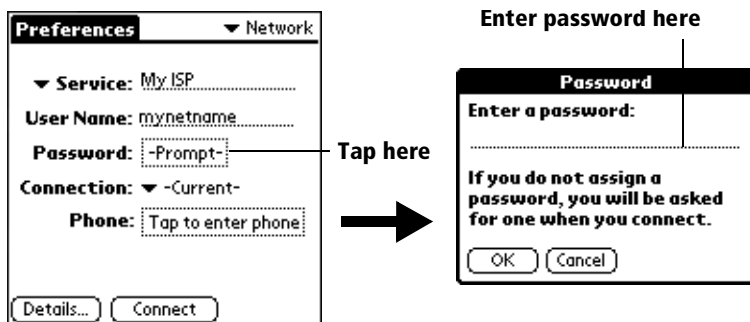 Enter password here
Preferences ▼ Network
▼ Service: My ISP
User Name: mynetname
Password: -Prompt-
Tap here
Connection: ▼ -Current-
Phone: Tap to enter phone
Details... Connect
Password
Enter a password:
If you do not assign a
password, you will be asked
for one when you connect.
OK Cancel